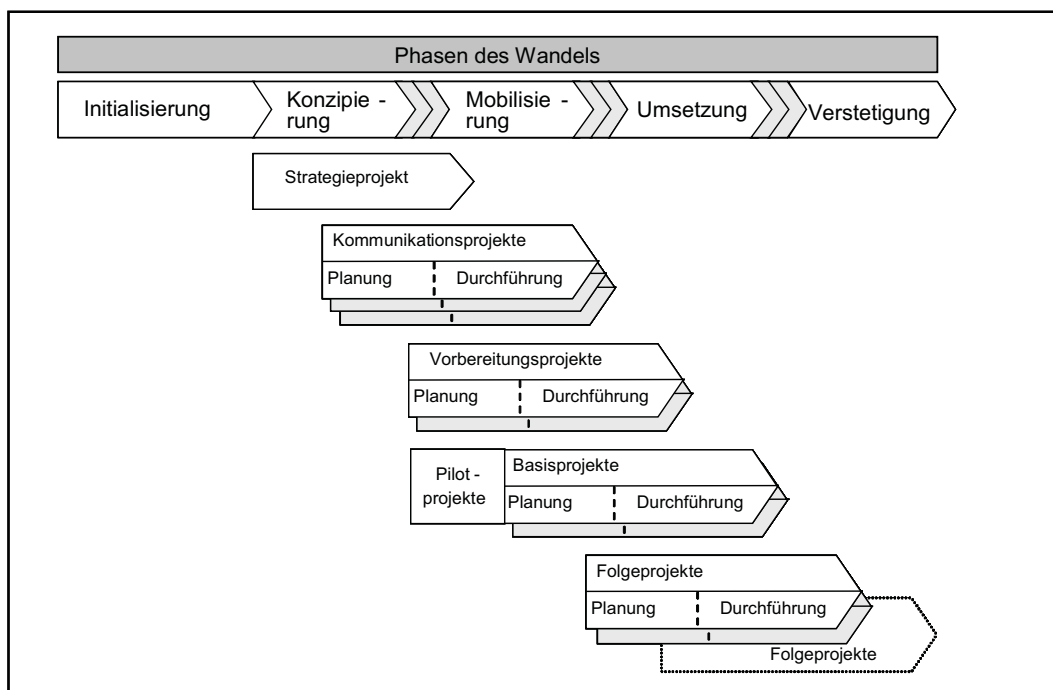 Phasen des Wandels
Initialisierung
Konzipie -
rung
Mobilisie -
rung
Umsetzung
Verstetigung
Strategieprojekt
Kommunikationsprojekte
Planung
Durchführung
Vorbereitungsprojekte
Planung
Durchführung
Pilot -
projekte
Basisprojekte
Planung
Durchführung
Folgeprojekte
Planung
Durchführung
Folgeprojekte